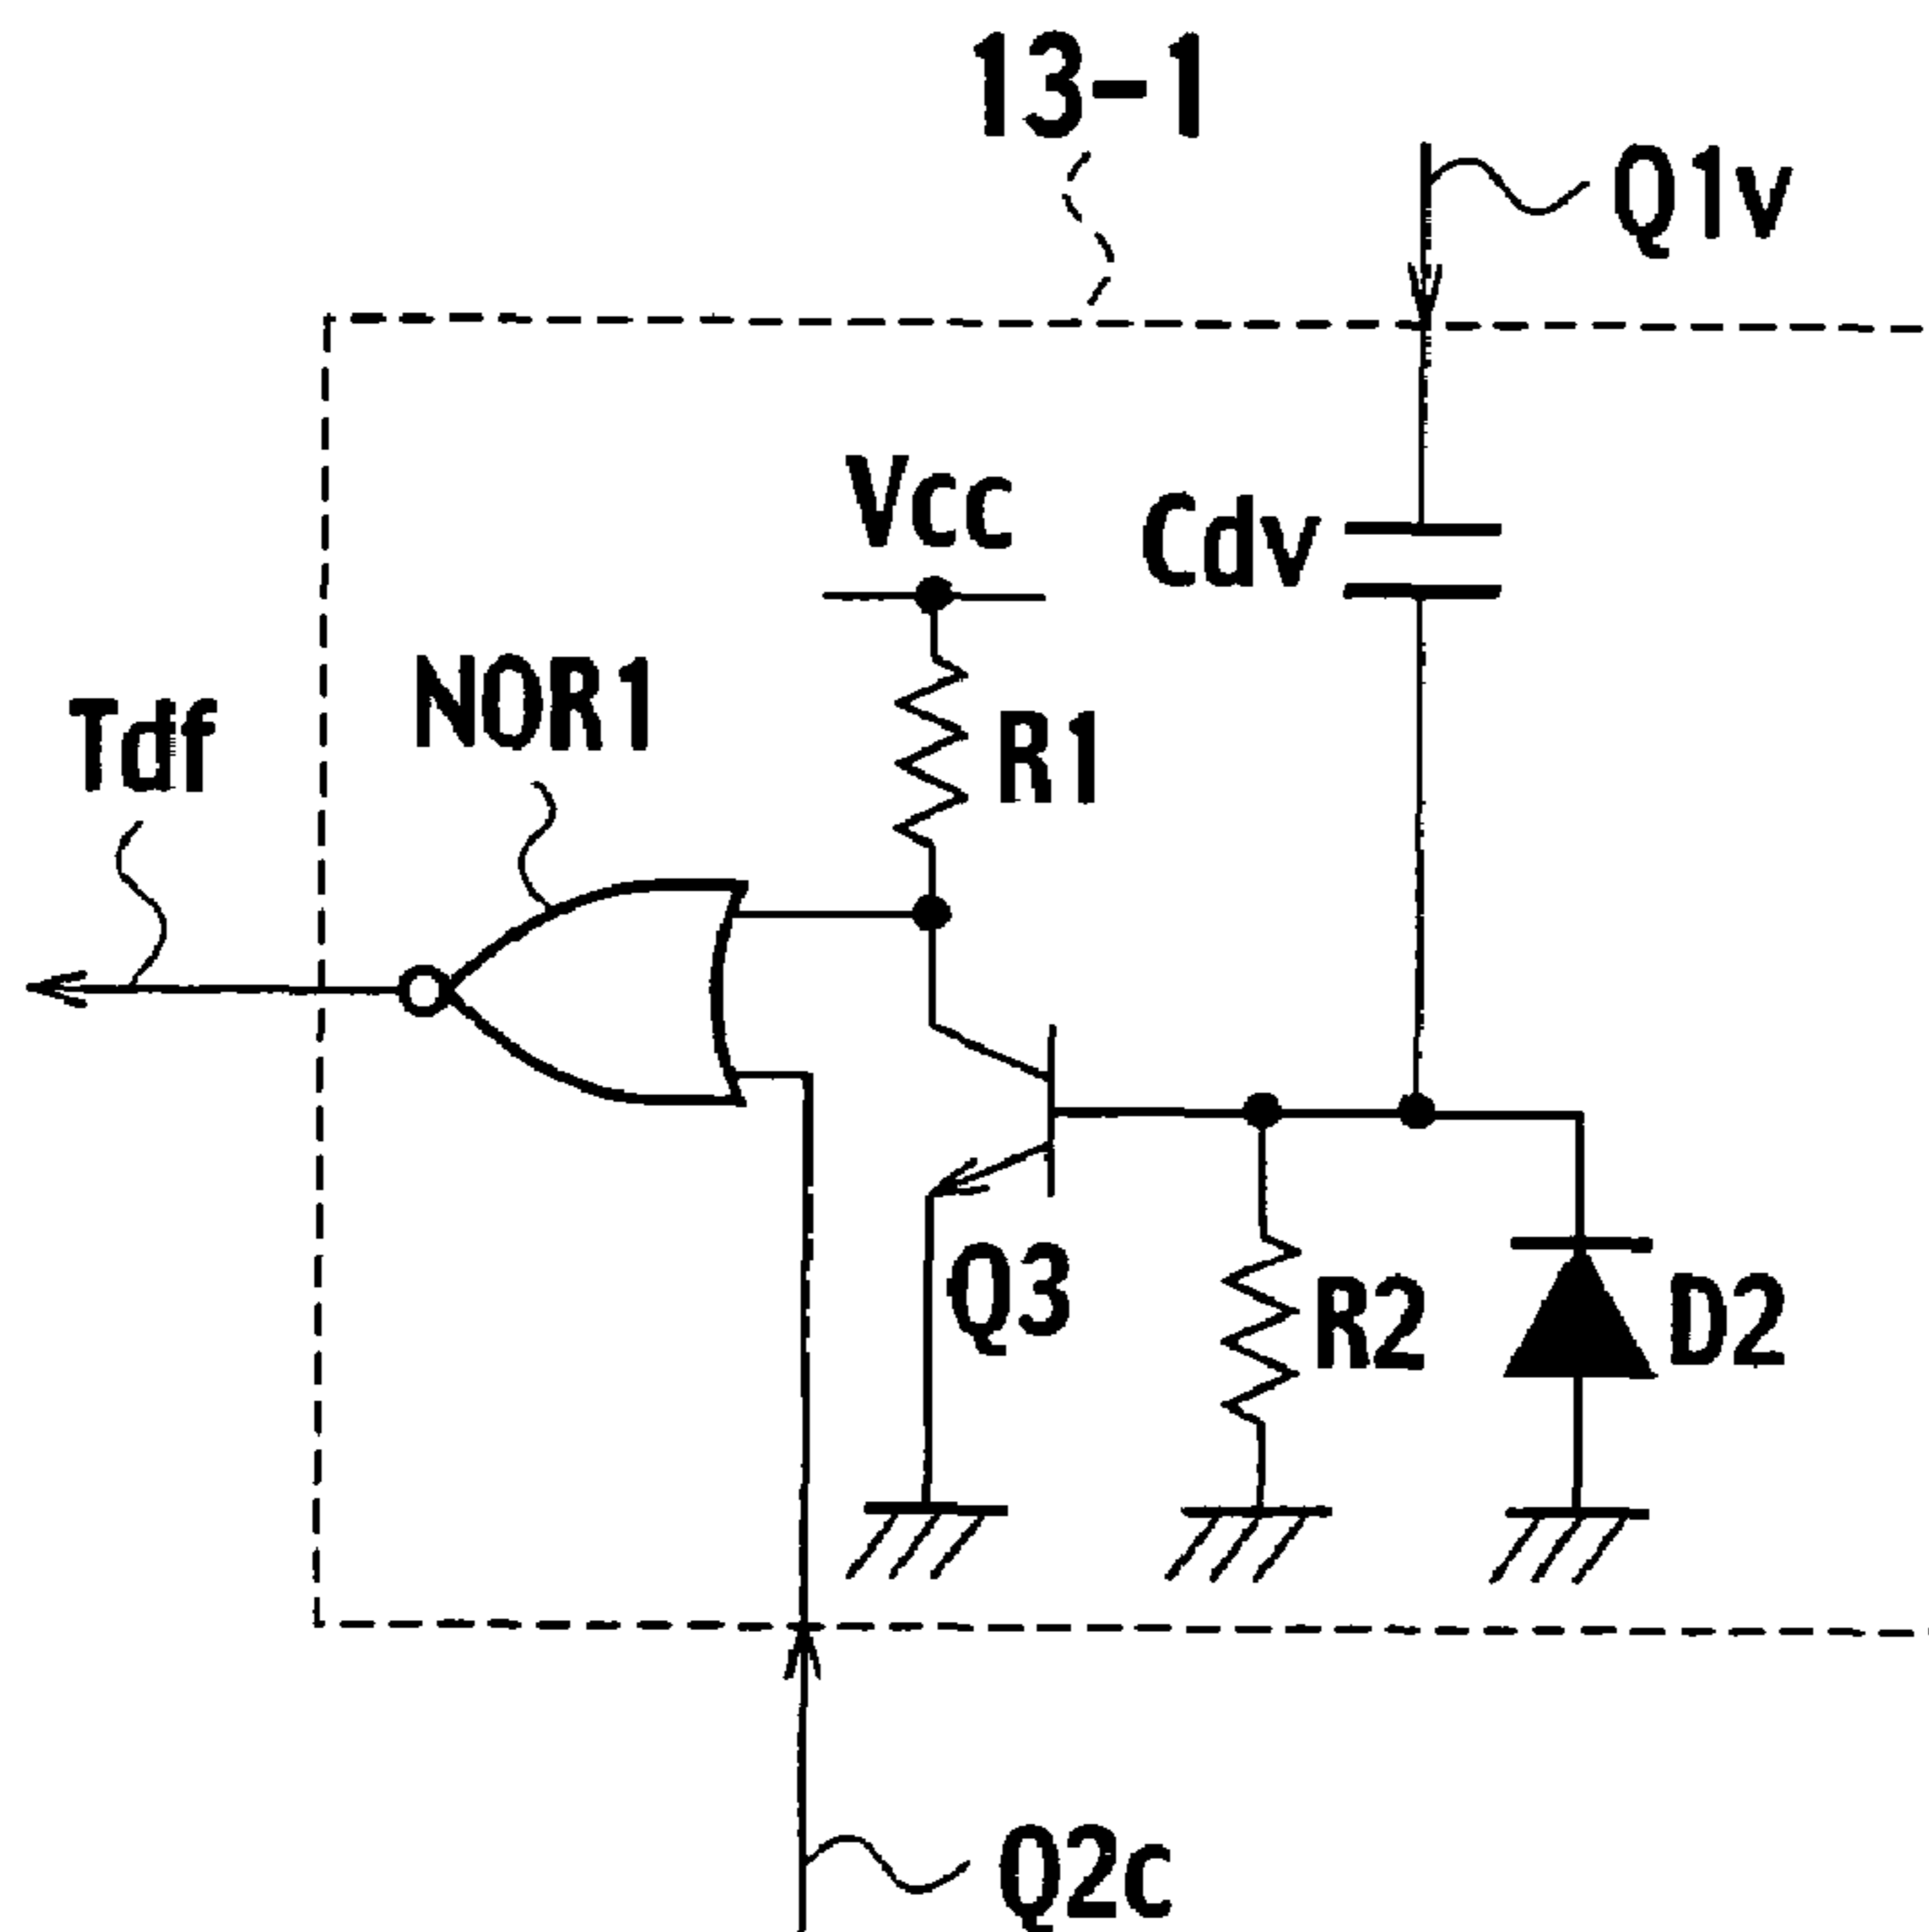 13-1
Q1v
Vcc
Cdv
NOR1
Tdf
R1
Q3
R2
D2
Q2c